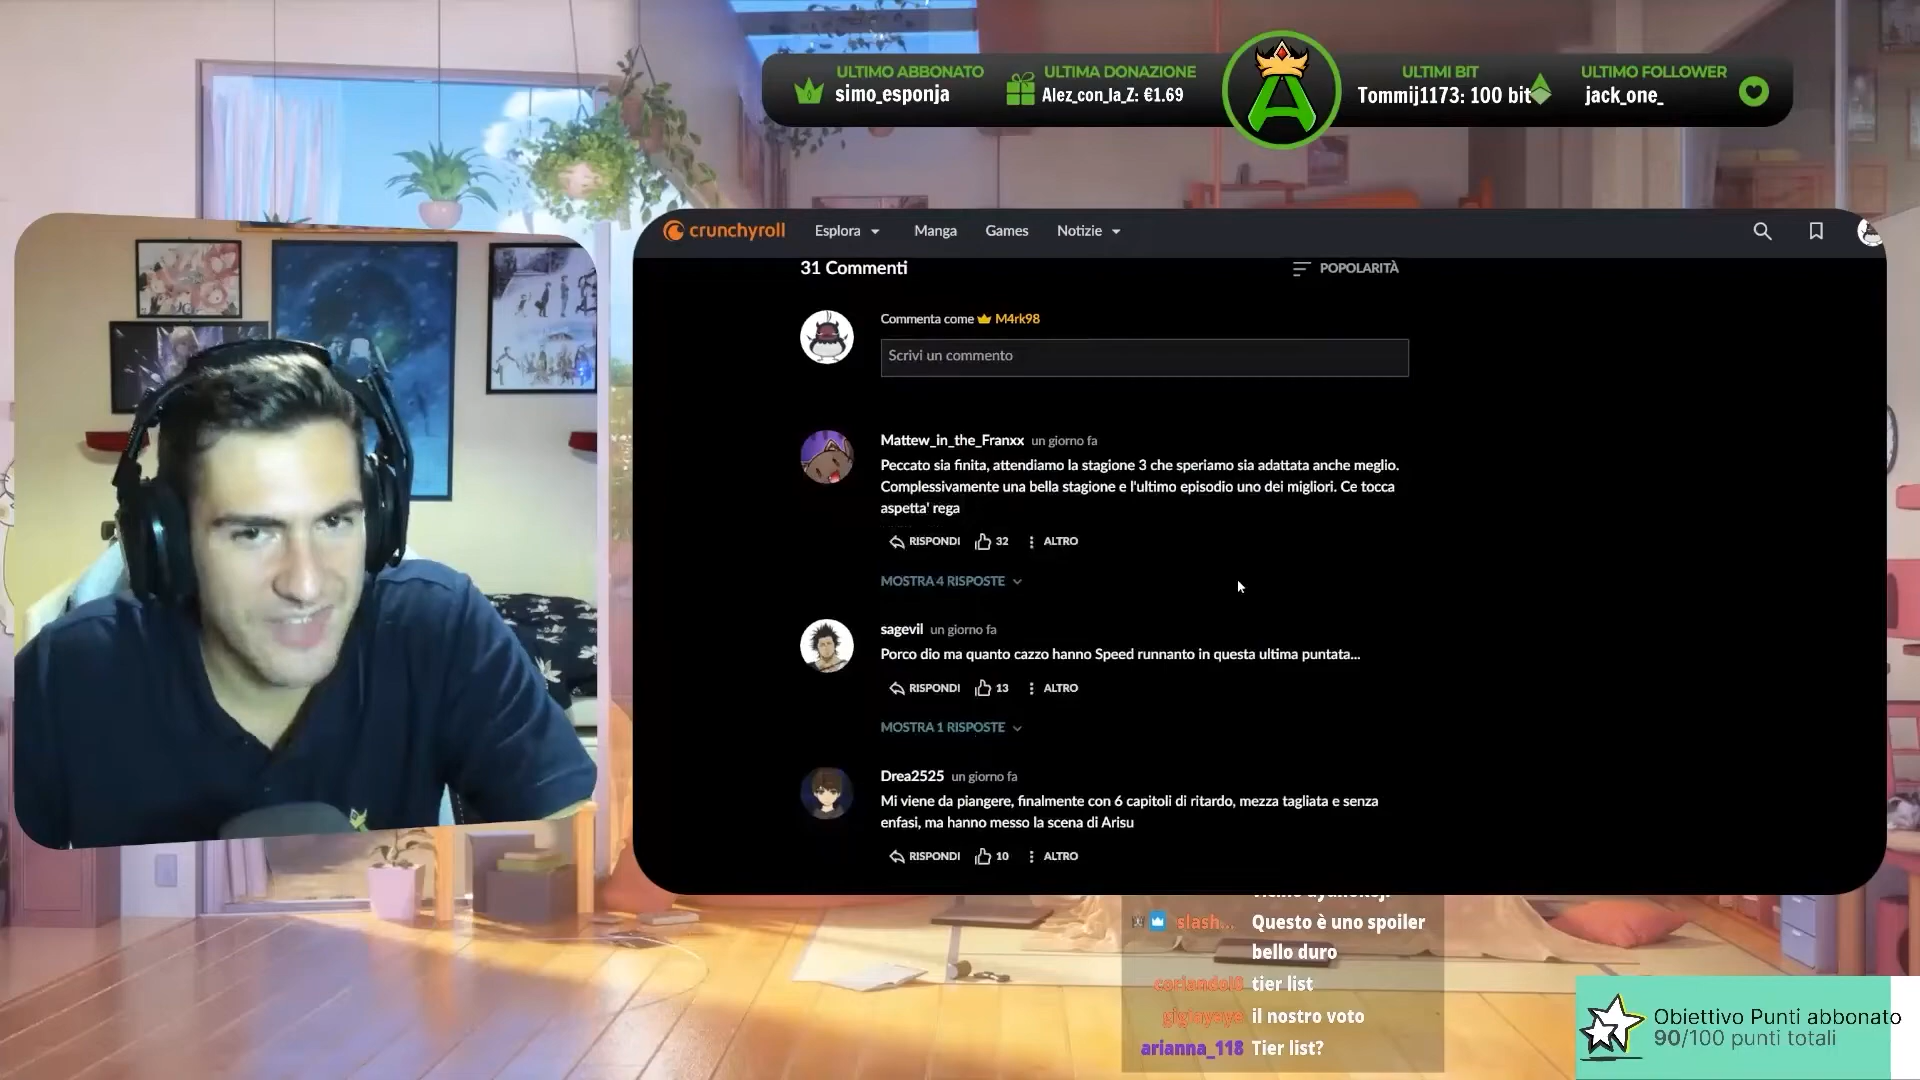 ULTIMO ABBONATO
simo_esponja
ULTIMA DONAZIONE
Alez_con_la_Z: €1.69
ULTIMI BIT
Tommij1173: 100 bit
ULTIMO FOLLOWER
jack_one_
crunchyroll
Esplora
Manga
Games
Notizie
31 Commenti
POPOLARITÀ
Commenta come M4rk98
Scrivi un commento
Mattew_in_the_Franxx un giorno fa
Peccato sia finita, attendiamo la stagione 3 che speriamo sia adattata anche meglio.
Complessivamente una bella stagione e l'ultimo episodio uno dei migliori. Ce tocca
aspetta' rega
RISPONDI 32 ALTRO
MOSTRA 4 RISPOSTE
sagevil un giorno fa
Porco dio ma quanto cazzo hanno Speed runnanto in questa ultima puntata...
RISPONDI 13 ALTRO
MOSTRA 1 RISPOSTE
Drea2525 un giorno fa
Mi viene da piangere, finalmente con 6 capitoli di ritardo, mezza tagliata e senza
enfasi, ma hanno messo la scena di Arisu
RISPONDI 10 ALTRO
slash... Questo è uno spoiler
bello duro
tier list
il nostro voto
arianna_118 Tier list?
Obiettivo Punti abbonato
90/100 punti totali